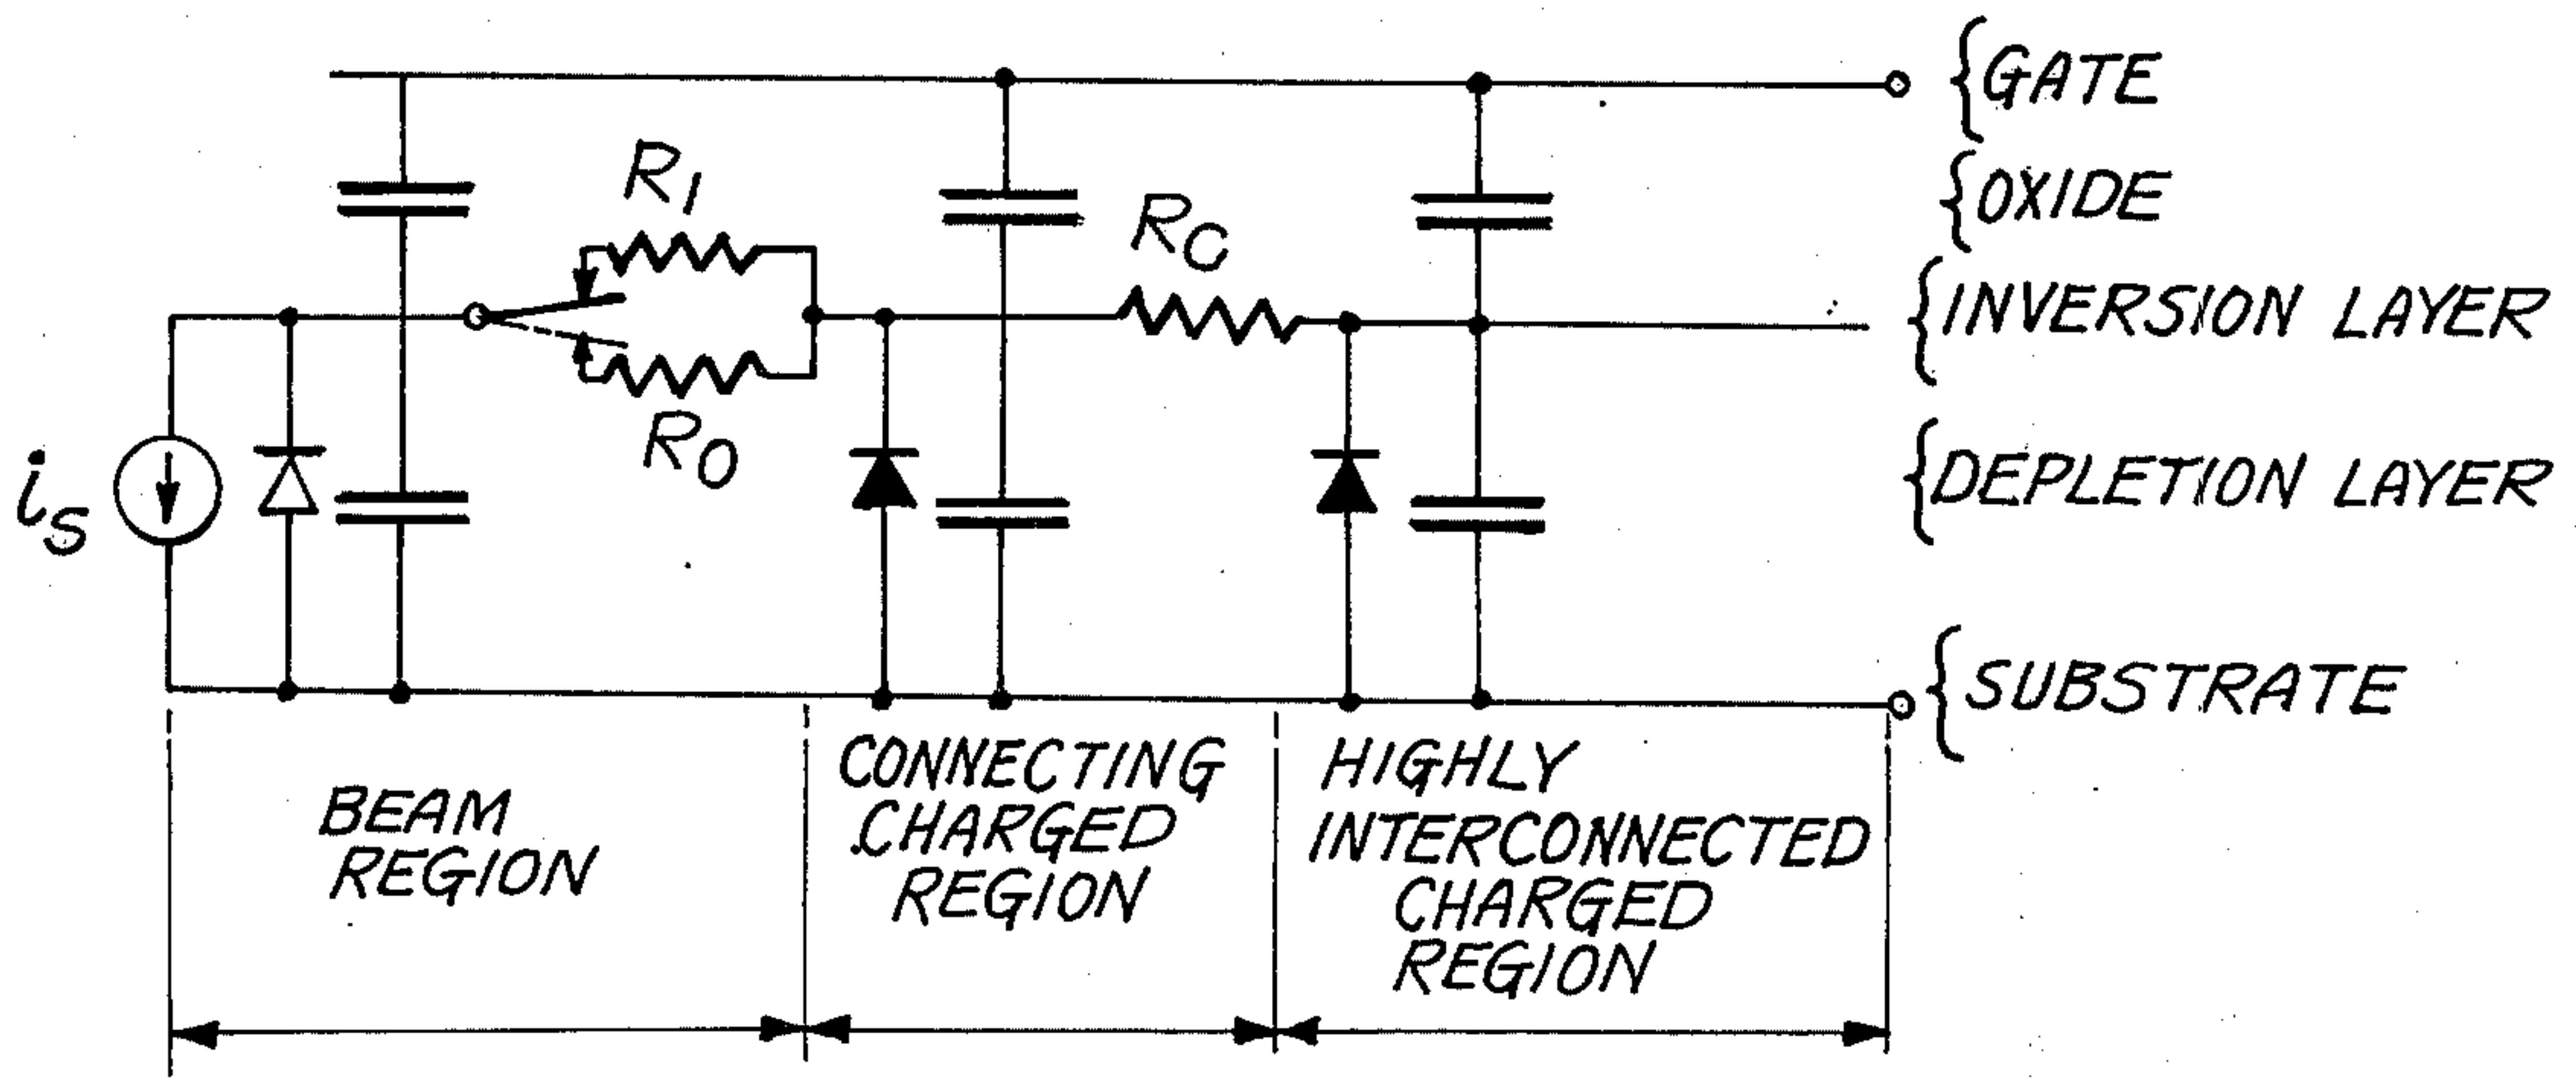 {GATE
{OXIDE
{INVERSION LAYER
{DEPLETION LAYER
{SUBSTRATE
R1
RO
RC
is
BEAM
REGION
CONNECTING
CHARGED
REGION
HIGHLY
INTERCONNECTED
CHARGED
REGION